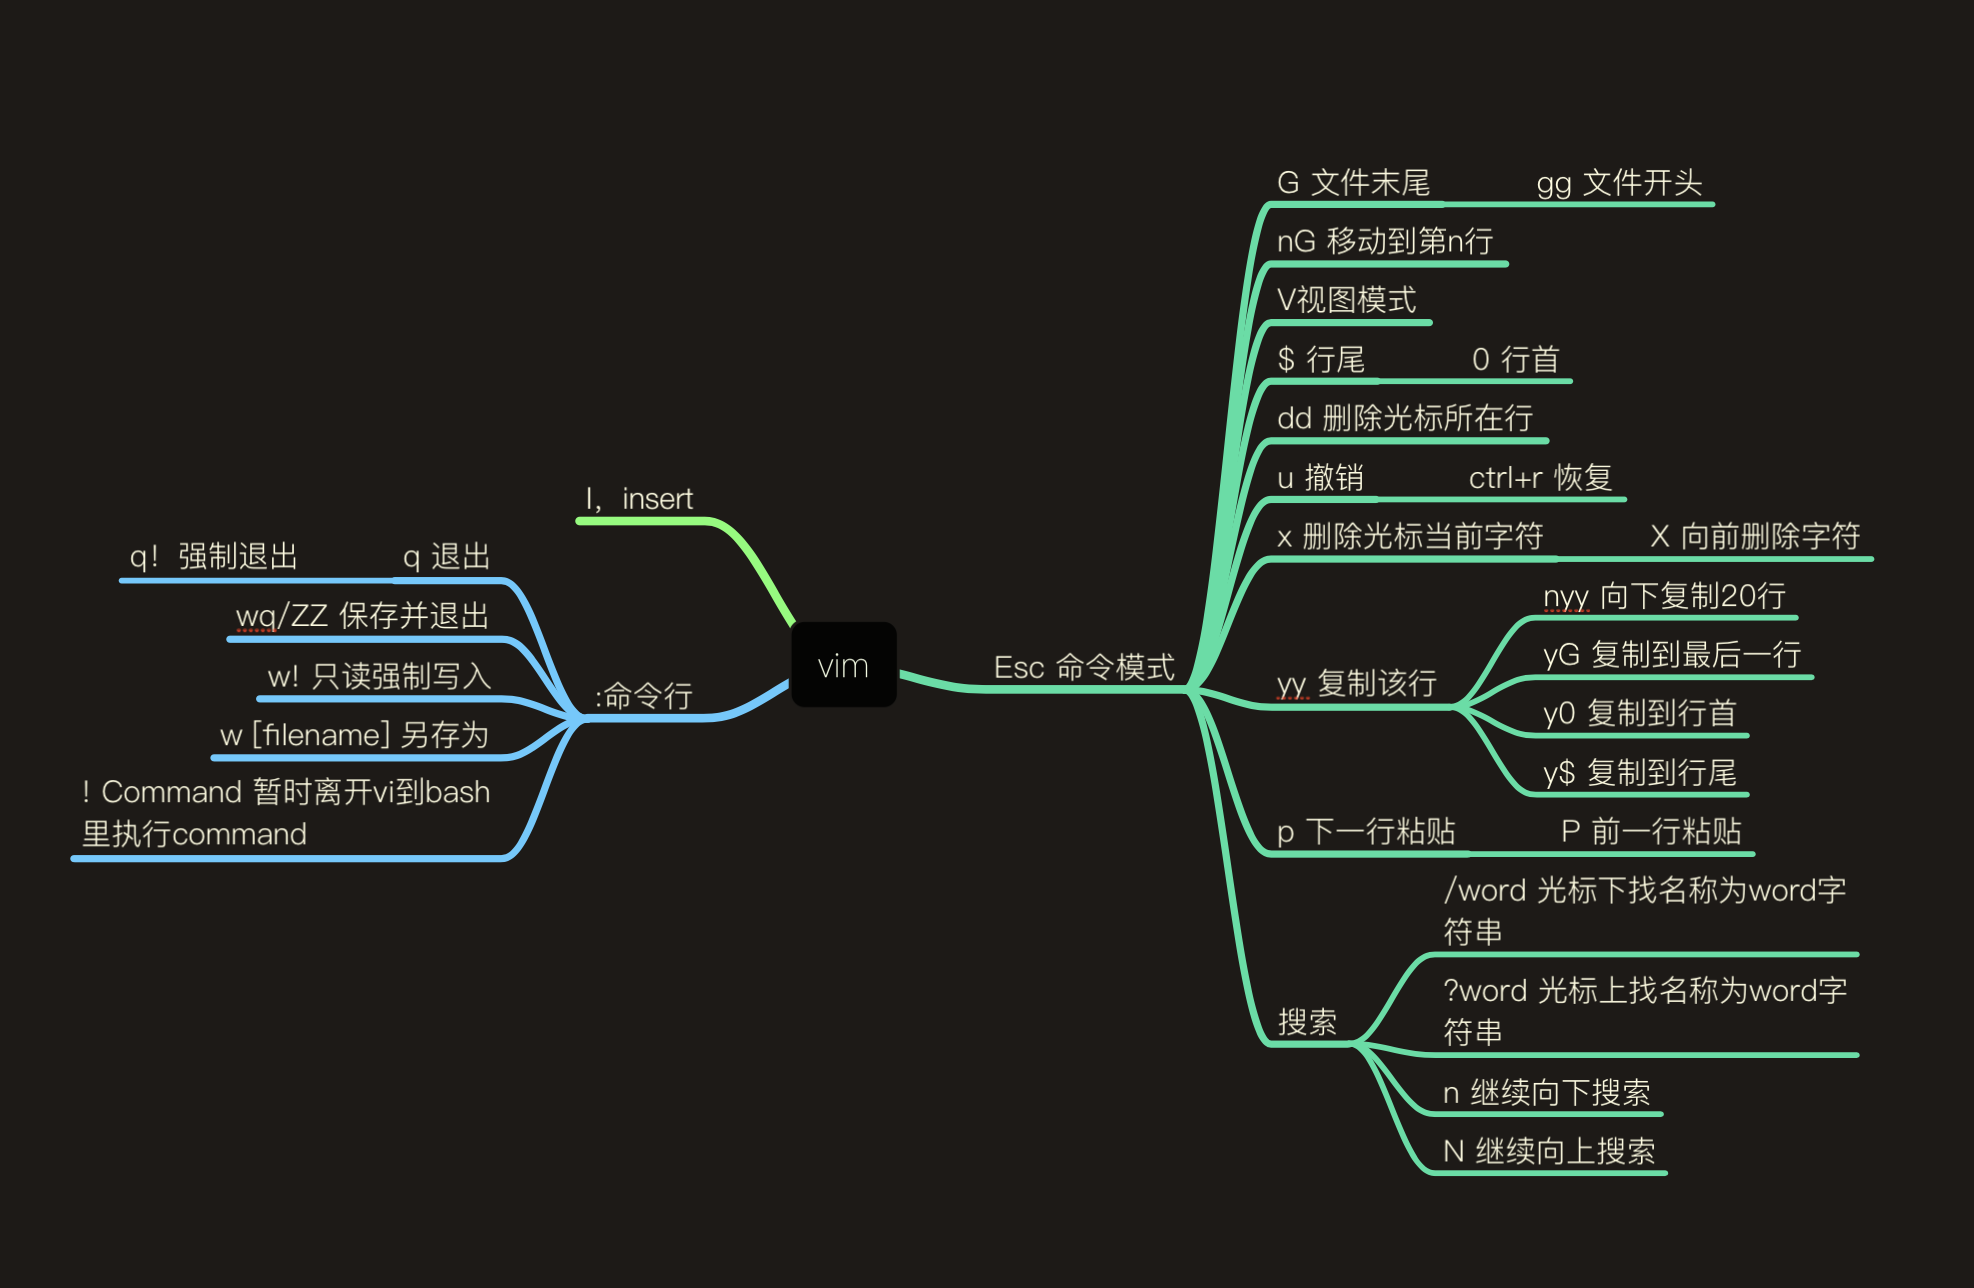 vim
I，insert
:命令行
q 退出
q！强制退出
wq/ZZ 保存并退出
w! 只读强制写入
w [filename] 另存为
! Command 暂时离开vi到bash
里执行command
Esc 命令模式
G 文件末尾
gg 文件开头
nG 移动到第n行
V视图模式
$ 行尾
0 行首
dd 删除光标所在行
u 撤销
ctrl+r 恢复
x 删除光标当前字符
X 向前删除字符
yy 复制该行
nyy 向下复制20行
yG 复制到最后一行
y0 复制到行首
y$ 复制到行尾
p 下一行粘贴
P 前一行粘贴
搜索
/word 光标下找名称为word字
符串
?word 光标上找名称为word字
符串
n 继续向下搜索
N 继续向上搜索